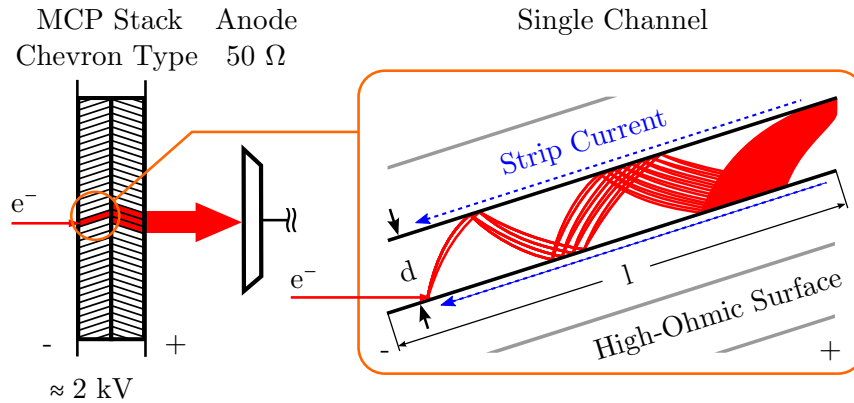 MCP Stack
Chevron Type
Anode
50 Ω
Single Channel
Strip Current
e⁻
e⁻
d
l
High-Ohmic Surface
- +
- +
≈ 2 kV